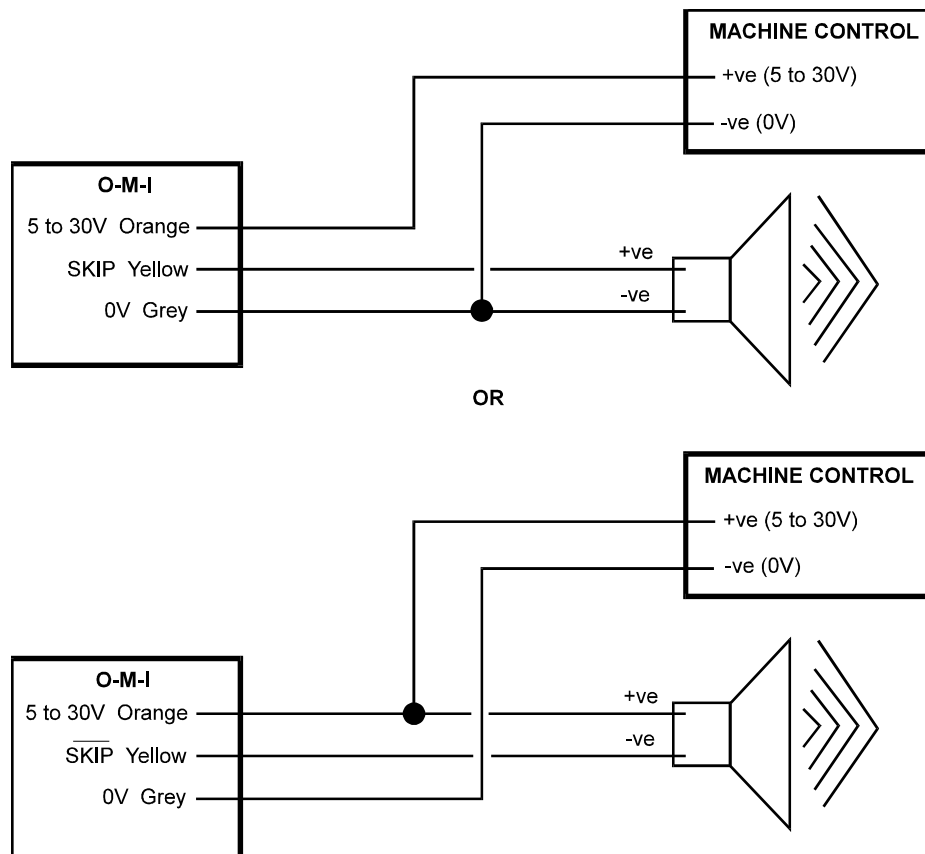 MACHINE CONTROL
+ve (5 to 30V)
-ve (0V)
O-M-I
5 to 30V Orange
SKIP Yellow
0V Grey
+ve
-ve
OR
MACHINE CONTROL
+ve (5 to 30V)
-ve (0V)
O-M-I
5 to 30V Orange
S̅K̅I̅P̅ Yellow
0V Grey
+ve
-ve